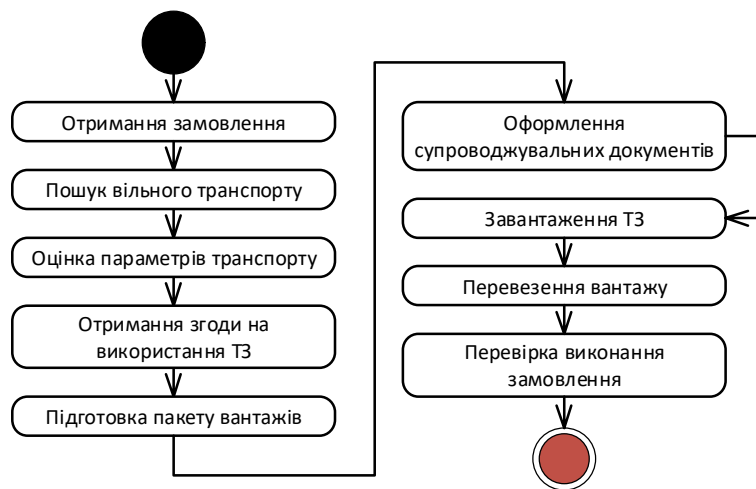 Отримання замовлення
Пошук вільного транспорту
Оцінка параметрів транспорту
Отримання згоди на
використання ТЗ
Підготовка пакету вантажів
Оформлення
супроводжувальних документів
Завантаження ТЗ
Перевезення вантажу
Перевірка виконання
замовлення